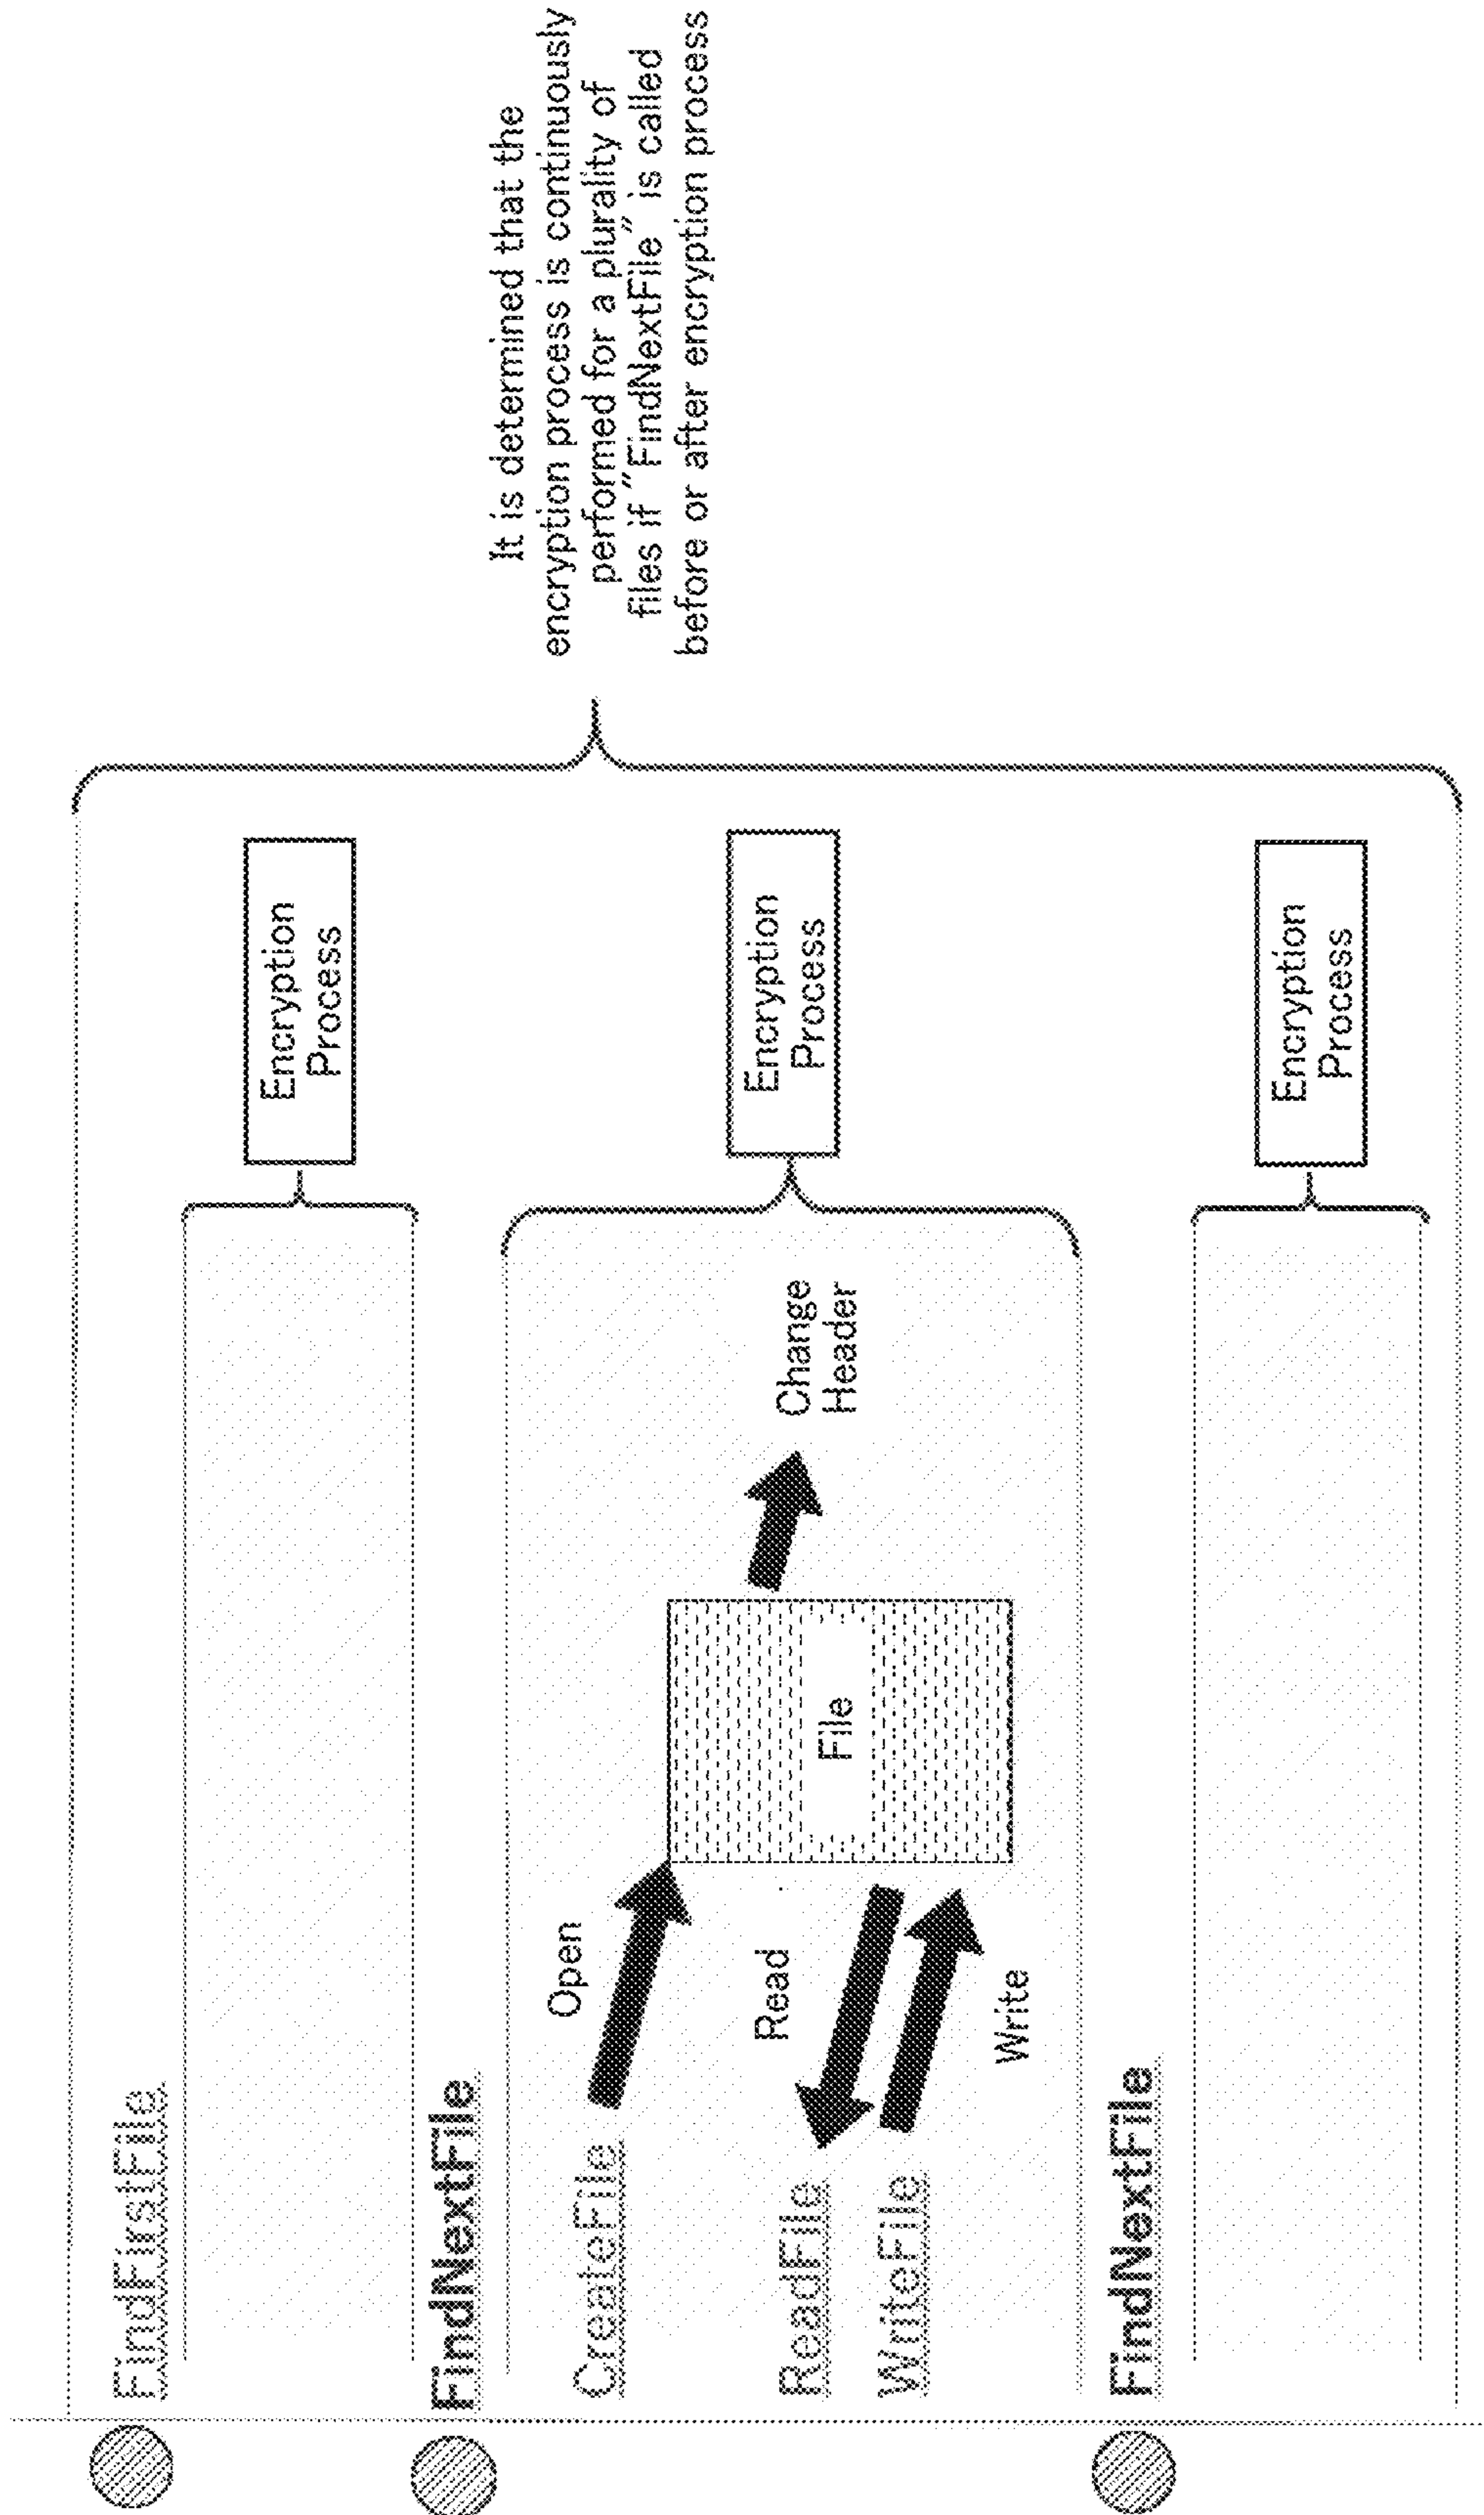 FindFirstFile
Encryption
Process
FindNextFile
CreateFile
Open
Read
ReadFile
WriteFile
Write
File
Change
Header
Encryption
Process
FindNextFile
Encryption
Process
It is determined that the
encryption process is continuously
performed for a plurality of
files if "FindNextFile" is called
before or after encryption process